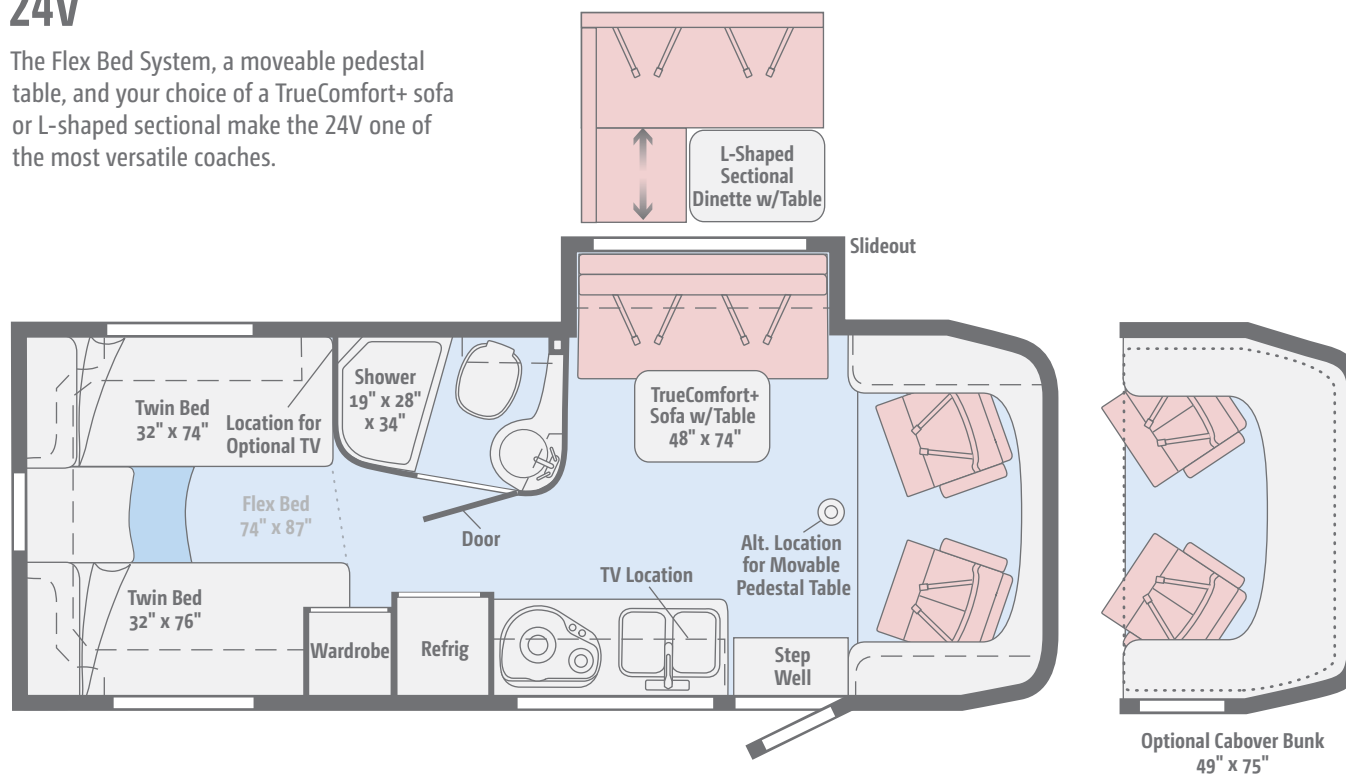 24V
The Flex Bed System, a moveable pedestal
table, and your choice of a TrueComfort+ sofa
or L-shaped sectional make the 24V one of
the most versatile coaches.
L-Shaped
Sectional
Dinette w/Table
Slideout
Twin Bed
32" x 74"
Location for
Optional TV
Shower
19" x 28"
x 34"
TrueComfort+
Sofa w/Table
48" x 74"
Flex Bed
74" x 87"
Door
Alt. Location
for Movable
Pedestal Table
TV Location
Twin Bed
32" x 76"
Wardrobe
Refrig
Step
Well
Optional Cabover Bunk
49" x 75"